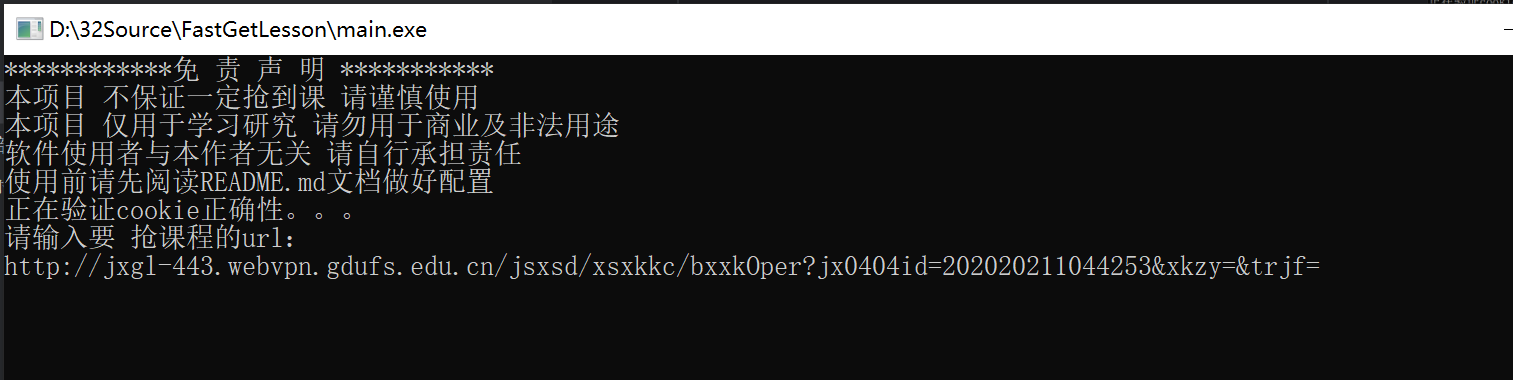 D:\32Source\FastGetLesson\main.exe
************免 责 声 明 ***********
本项目 不保证一定抢到课 请谨慎使用
本项目 仅用于学习研究 请勿用于商业及非法用途
软件使用者与本作者无关 请自行承担责任
使用前请先阅读README.md文档做好配置
正在验证cookie正确性。。。
请输入要 抢课程的url:
http://jxgl-443.webvpn.gdufs.edu.cn/jsxsd/xsxkkc/bxxkOper?jx0404id=202020211044253&xkzy=&trjf=